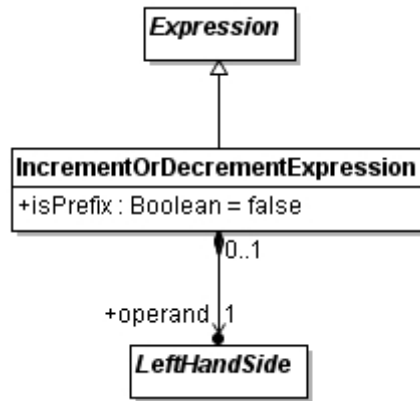 Expression
IncrementOrDecrementExpression
+isPrefix : Boolean = false
0..1
+operand 1
LeftHandSide